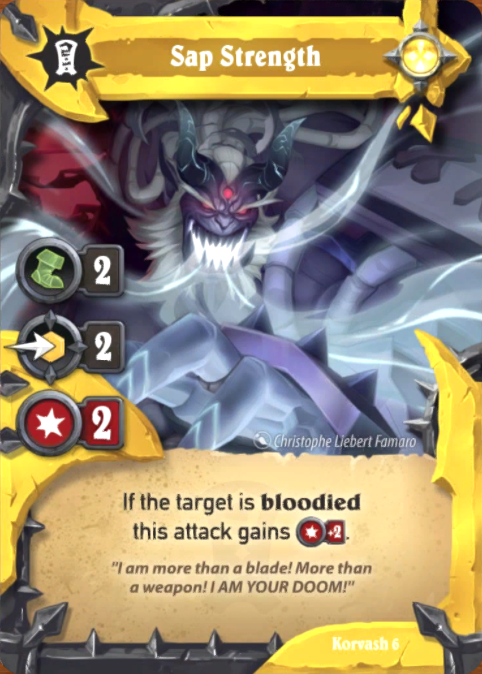 Sap Strength
2
2
2
Christophe Liebert Famaro
If the target is bloodied
this attack gains +2.
"I am more than a blade! More than
a weapon! I AM YOUR DOOM!"
Korvash 6